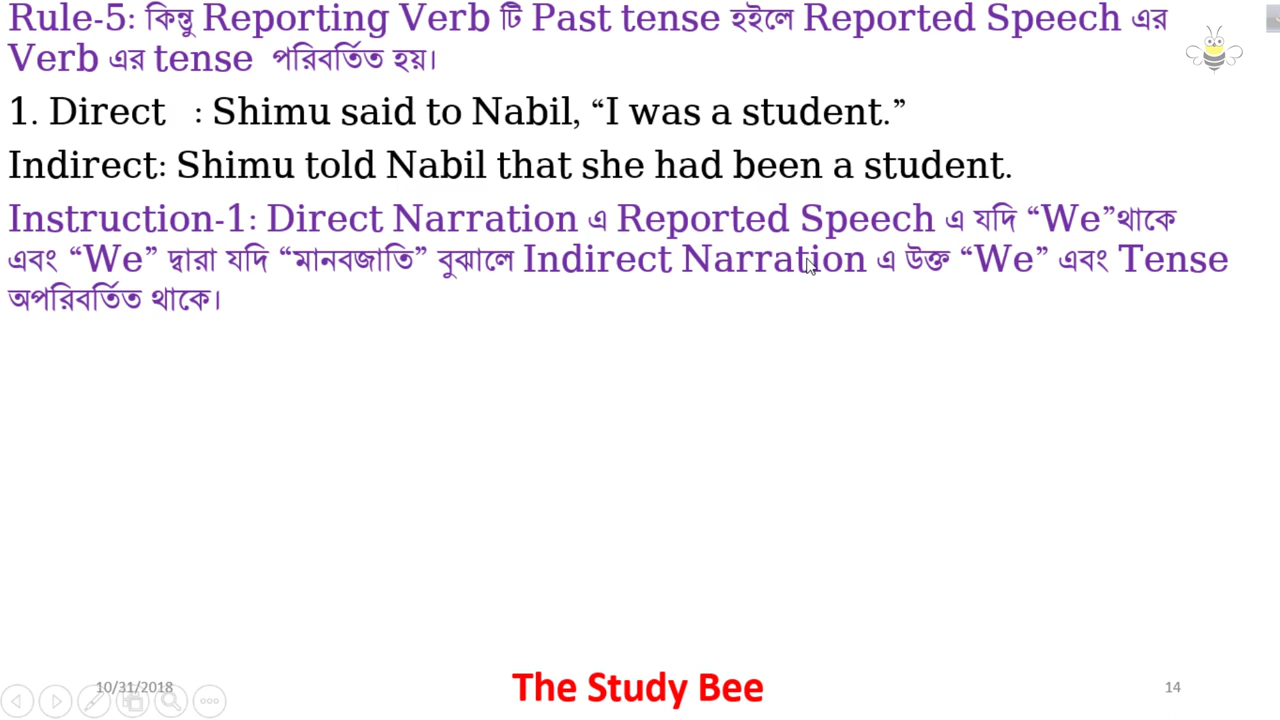 Rule-5: কিন্তু Reporting Verb টি Past tense হইলে Reported Speech এর
Verb এর tense পরিবর্তিত হয়।
1. Direct : Shimu said to Nabil, “I was a student.”
Indirect: Shimu told Nabil that she had been a student.
Instruction-1: Direct Narration এ Reported Speech এ যদি “We”থাকে
এবং “We” দ্বারা যদি “মানবজাতি” বুঝালে Indirect Narration এ উক্ত “We” এবং Tense
অপরিবর্তিত থাকে।
10/31/2018
The Study Bee
14